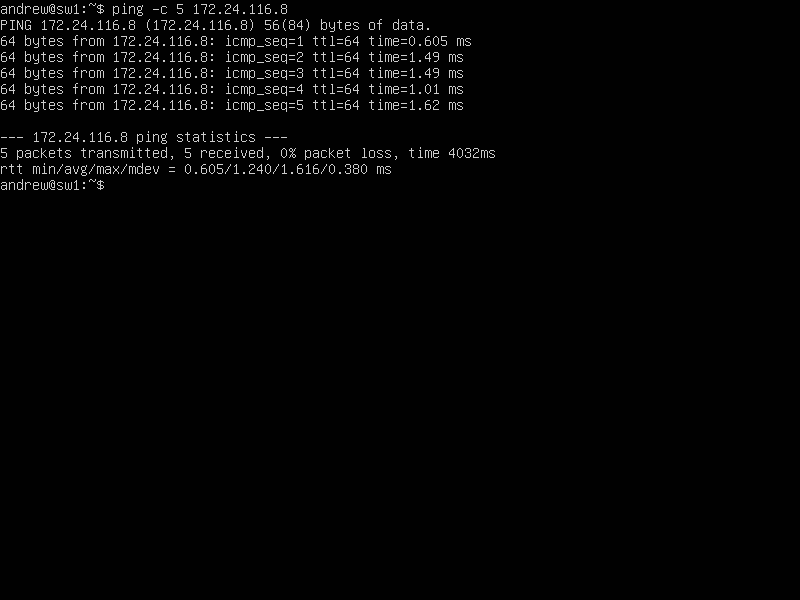 andrew@sw1:~$ ping -c 5 172.24.116.8
PING 172.24.116.8 (172.24.116.8) 56(84) bytes of data.
64 bytes from 172.24.116.8: icmp_seq=1 ttl=64 time=0.605 ms
64 bytes from 172.24.116.8: icmp_seq=2 ttl=64 time=1.49 ms
64 bytes from 172.24.116.8: icmp_seq=3 ttl=64 time=1.49 ms
64 bytes from 172.24.116.8: icmp_seq=4 ttl=64 time=1.01 ms
64 bytes from 172.24.116.8: icmp_seq=5 ttl=64 time=1.62 ms
--- 172.24.116.8 ping statistics ---
5 packets transmitted, 5 received, 0% packet loss, time 4032ms
rtt min/avg/max/mdev = 0.605/1.240/1.616/0.380 ms
andrew@sw1:~$